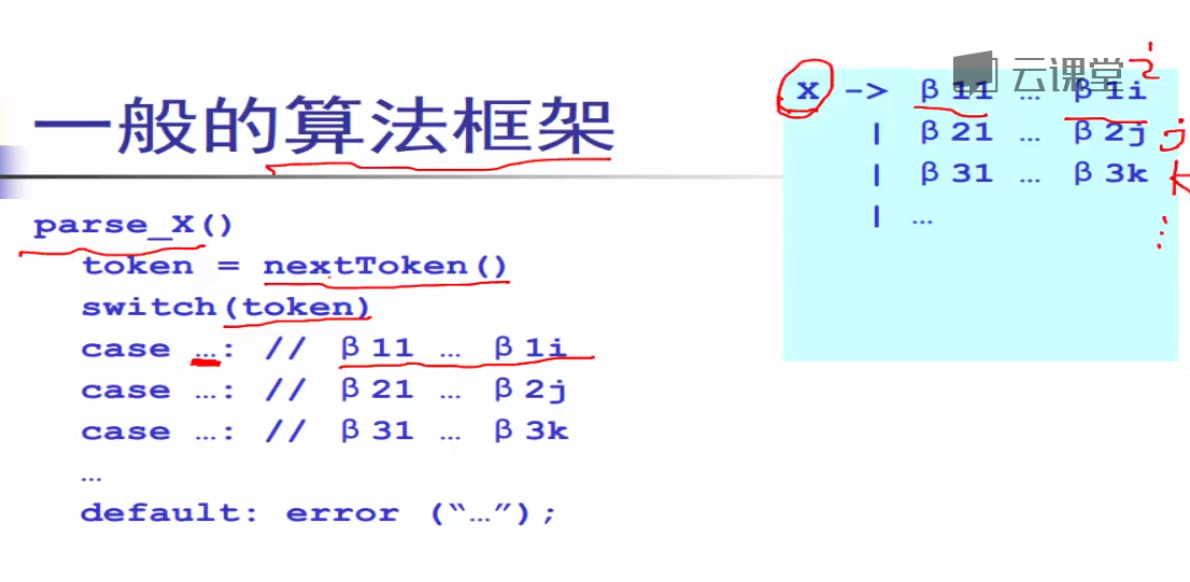 一般的算法框架
parse_X()
token = nextToken()
switch(token)
case …: // β11 … β1i
case …: // β21 … β2j
case …: // β31 … β3k
…
default: error (“…”);
云课堂
X -> β11 … β1i i
| β21 … β2j j
| β31 … β3k k
| …